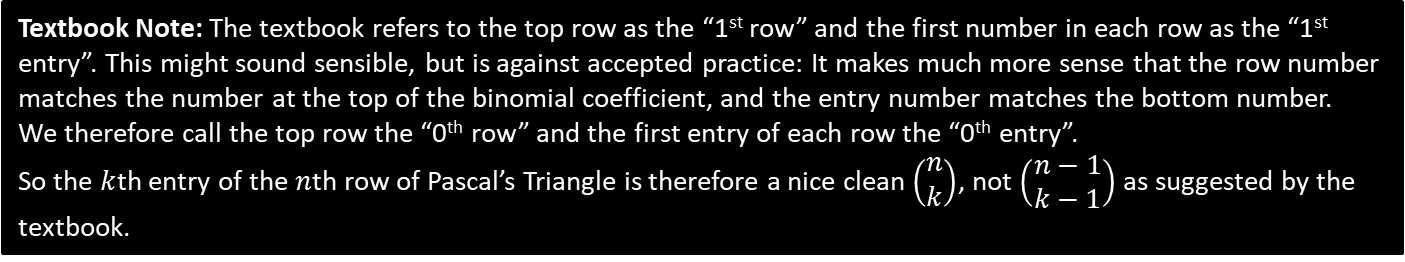 Textbook Note: The textbook refers to the top row as the “1st row” and the first number in each row as the “1st
entry”. This might sound sensible, but is against accepted practice: It makes much more sense that the row number
matches the number at the top of the binomial coefficient, and the entry number matches the bottom number.
We therefore call the top row the “0th row” and the first entry of each row the “0th entry”.
So the kth entry of the nth row of Pascal’s Triangle is therefore a nice clean (n k), not (n − 1 k − 1) as suggested by the
textbook.